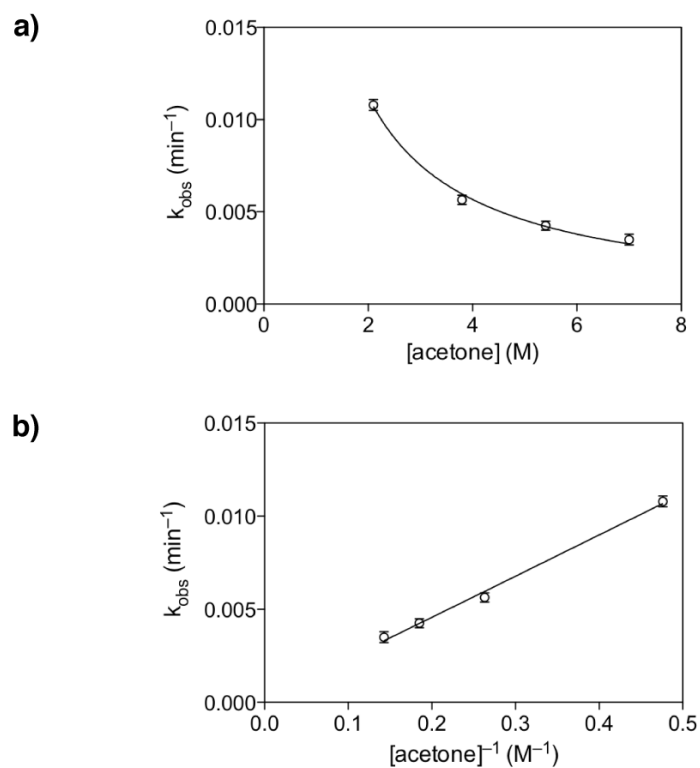 a)
0.015
0.010
0.005
0.000
k_obs (min⁻¹)
0 2 4 6 8
[acetone] (M)
b)
0.015
0.010
0.005
0.000
k_obs (min⁻¹)
0.0 0.1 0.2 0.3 0.4 0.5
[acetone]⁻¹ (M⁻¹)